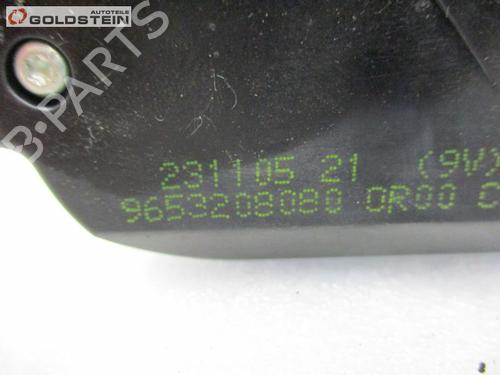 Autoteile
GOLDSTEIN
B-PARTS
231105 21 (9V)
9653208080 0R00 C